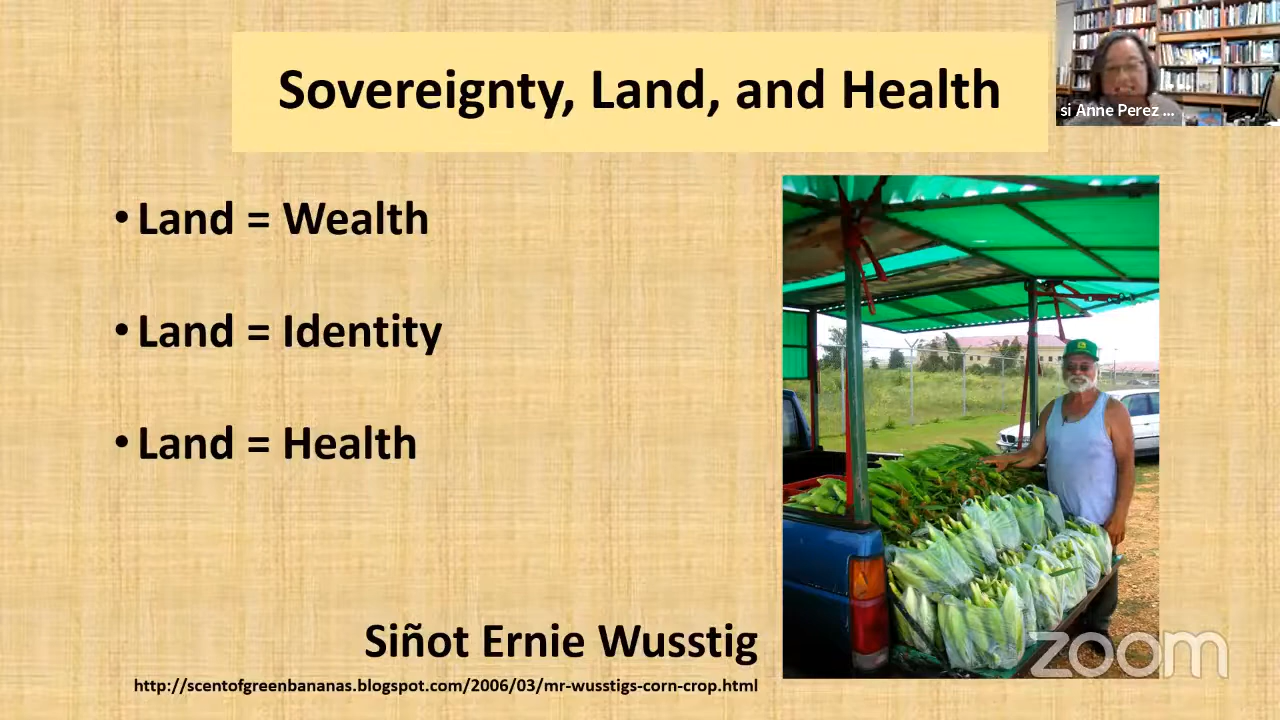 Sovereignty, Land, and Health
si Anne Perez ...
• Land = Wealth
• Land = Identity
• Land = Health
Siñot Ernie Wusstig
http://scentofgreenbananas.blogspot.com/2006/03/mr-wusstigs-corn-crop.html
zoom